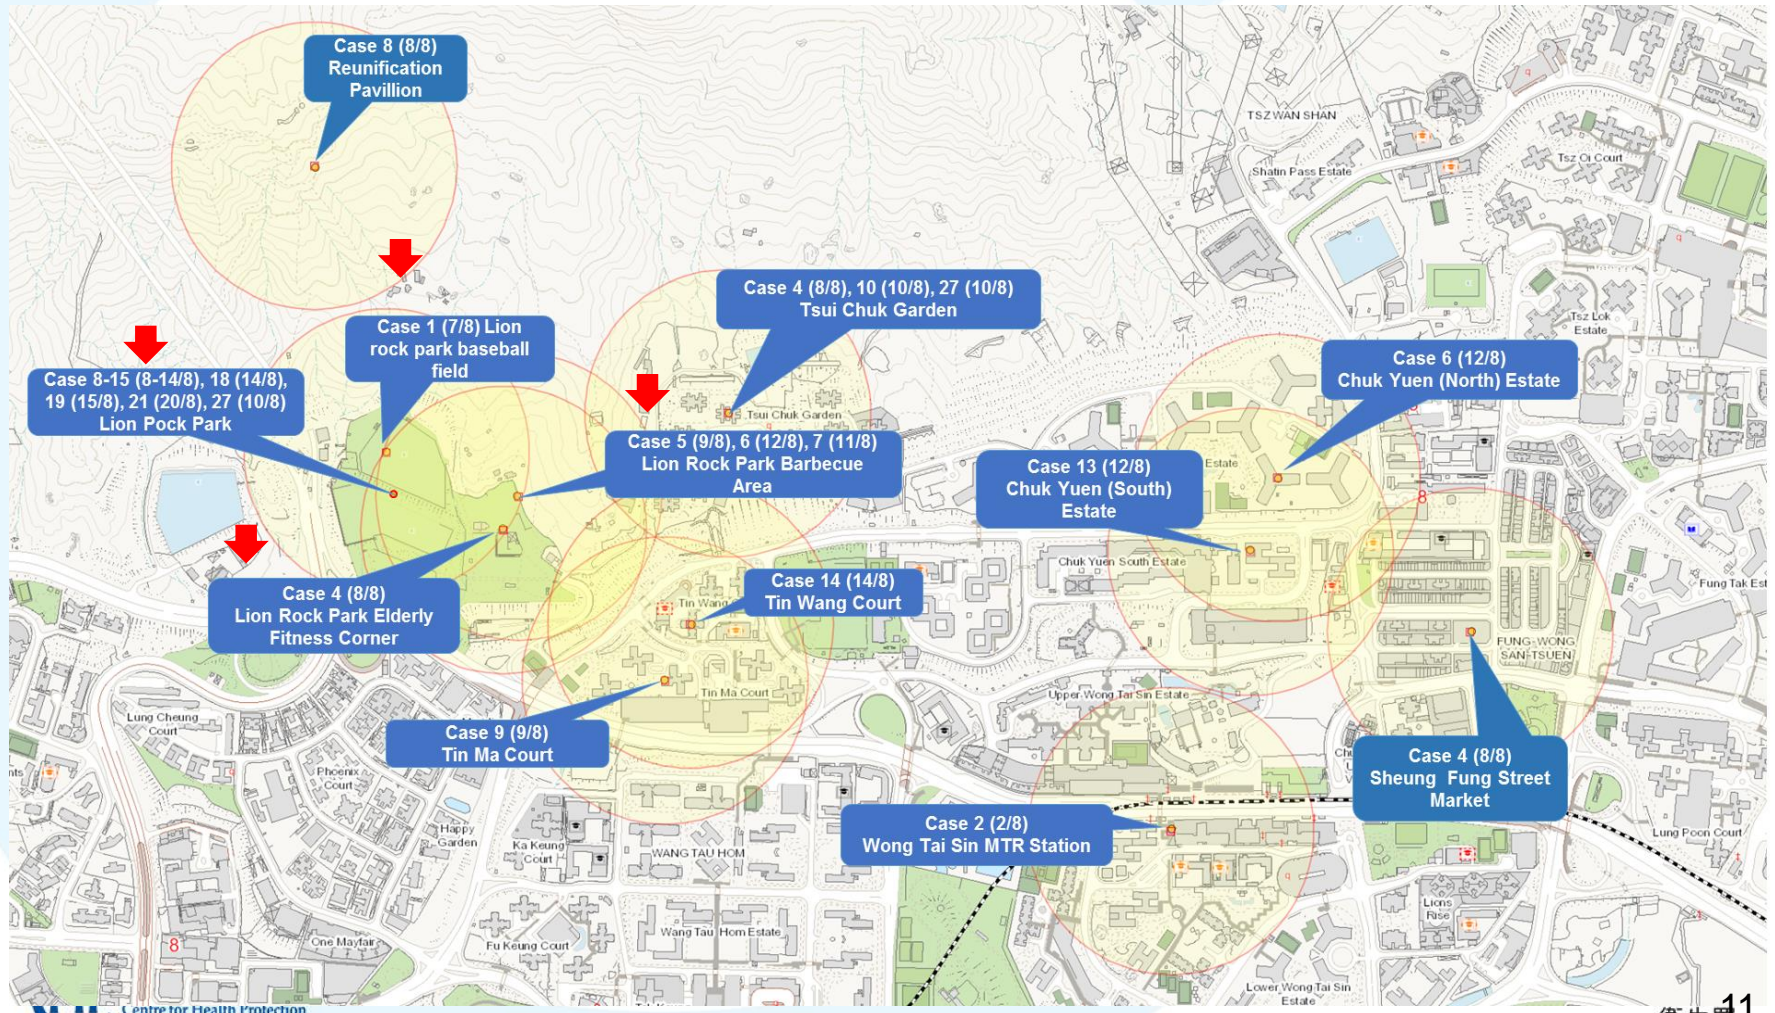 Case 8 (8/8)
Reunification
Pavillion
TSZ WAN SHAN
Tsz Oi Court
Shatin Pass Estate
Case 4 (8/8), 10 (10/8), 27 (10/8)
Tsui Chuk Garden
Case 1 (7/8) Lion
rock park baseball
field
Tsz Lok
Estate
Case 6 (12/8)
Chuk Yuen (North) Estate
Case 8-15 (8-14/8), 18 (14/8),
19 (15/8), 21 (20/8), 27 (10/8)
Lion Pock Park
Tsui Chuk Garden
Case 5 (9/8), 6 (12/8), 7 (11/8)
Lion Rock Park Barbecue
Area
Estate
Case 13 (12/8)
Chuk Yuen (South)
Estate
8
Chuk Yuen South Estate
Case 14 (14/8)
Tin Wang Court
Fung Tak Est
Case 4 (8/8)
Lion Rock Park Elderly
Fitness Corner
Tin Wang
FUNG WONG
SAN TSUEN
Tin Ma Court
Upper Wong Tai Sin Estate
Lung Cheung
Court
Case 9 (9/8)
Tin Ma Court
Case 4 (8/8)
Sheung Fung Street
Market
Phoenix
Court
Case 2 (2/8)
Wong Tai Sin MTR Station
Happy
Garden
Ka Keung
Court
WANG TAU HOM
Lung Poon Court
Lions
Rise
8
One Mayfair
Fu Keung Court
Wang Tau Hom Estate
Lower Wong Tai Sin
Estate
Centre for Health Protection
11